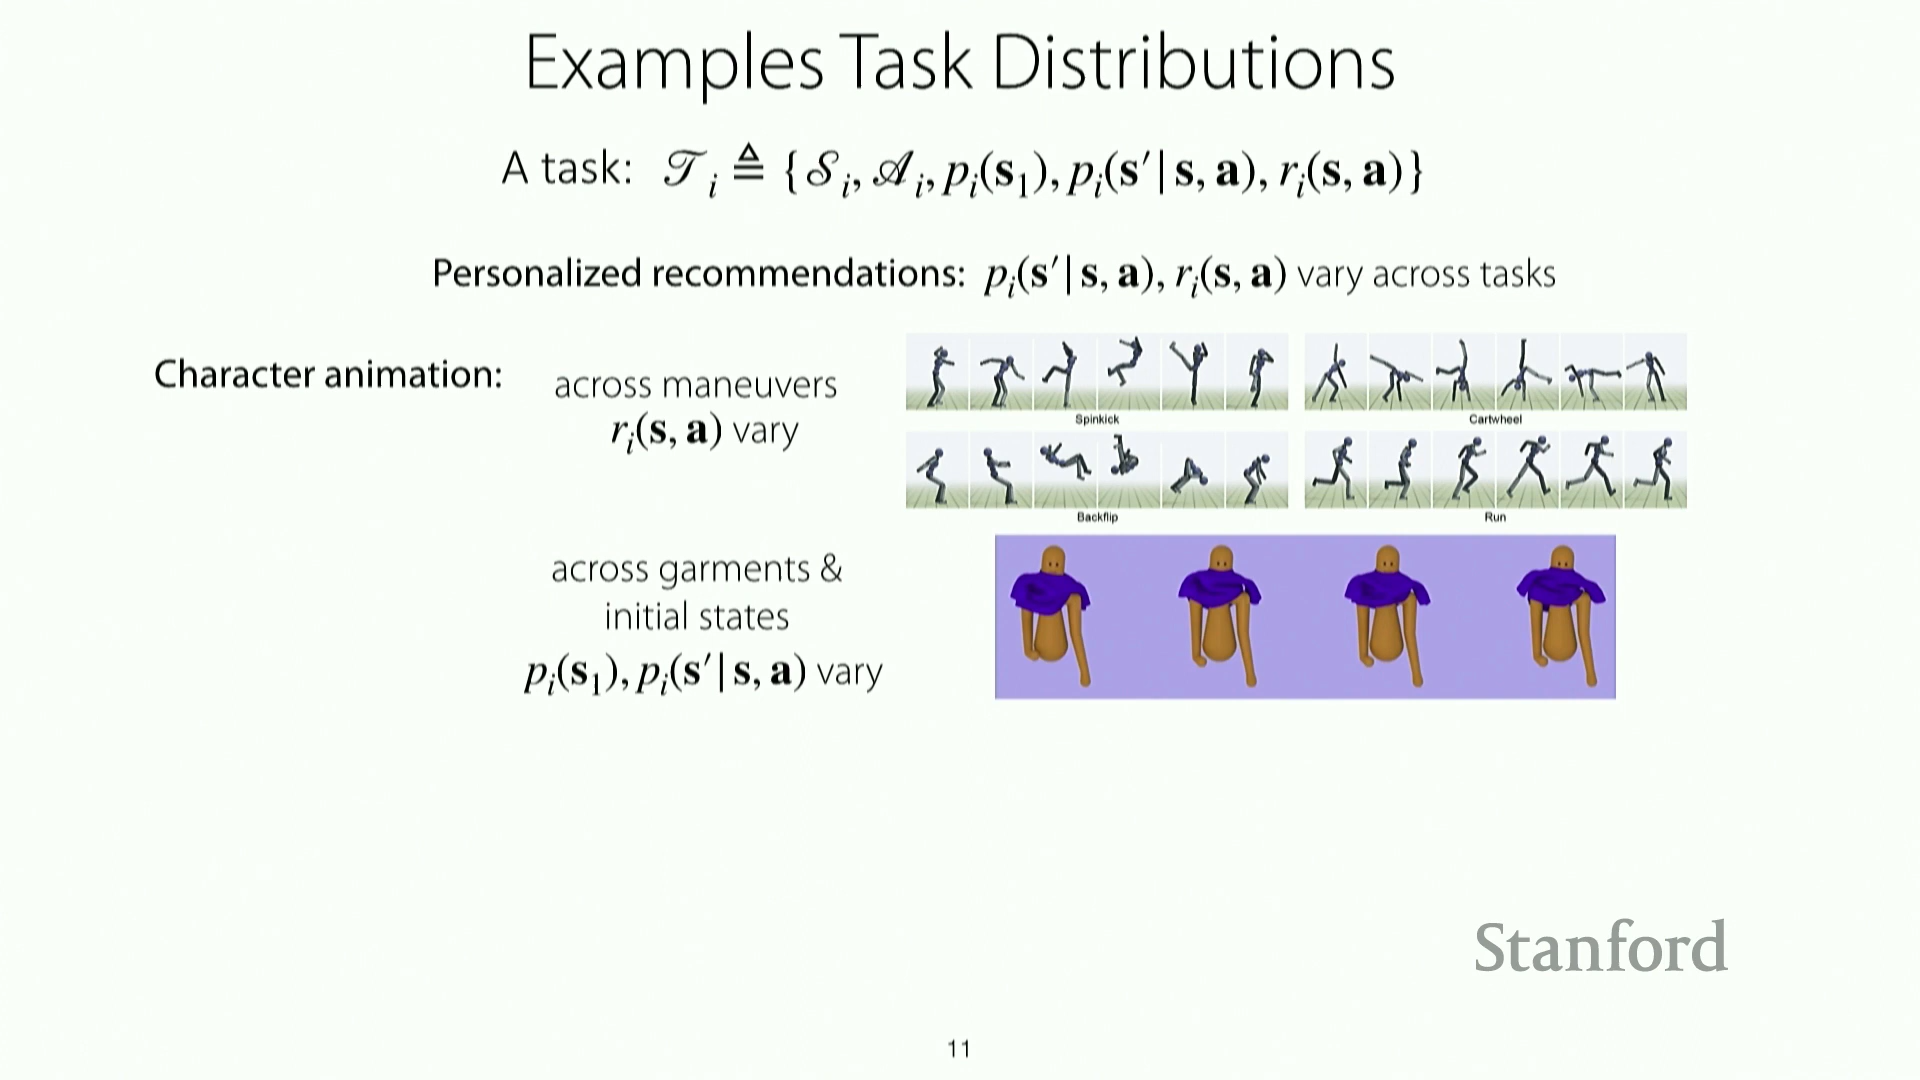 Examples Task Distributions
A task: 𝒯ᵢ ≜ {𝒮ᵢ, 𝒜ᵢ, pᵢ(s₁), pᵢ(s′|s, a), rᵢ(s, a)}
Personalized recommendations: pᵢ(s′|s, a), rᵢ(s, a) vary across tasks
Character animation:
across maneuvers
rᵢ(s, a) vary
Spinkick
Cartwheel
Backflip
Run
across garments &
initial states
pᵢ(s₁), pᵢ(s′|s, a) vary
Stanford
11